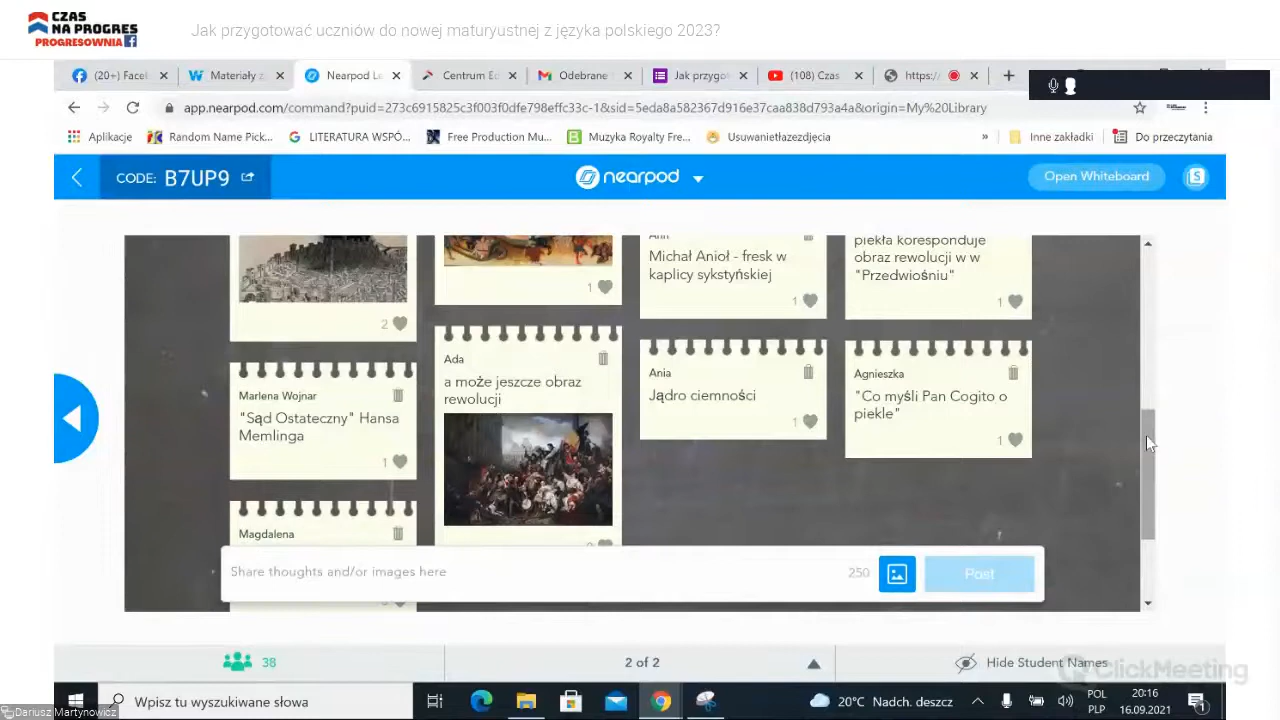 CZAS
NA PROGRES
PROGRESOWNIA
Jak przygotować uczniów do nowej maturyustnej z języka polskiego 2023?
(20+) Facel
Materiały z.
Nearpod Le
Centrum Ed
Odebrane
Jak przygo
(108) Czas
https:/
app.nearpod.com/command?puid=273c6915825c3f003f0dfe798effc33c-1&sid=5eda8a582367d916e37caa838d793a4a&origin=My%20Library
Aplikacje
Random Name Pick...
LITERATURA WSPÓ...
Free Production Mu...
Muzyka Royalty Fre...
Usuwanietłazezdjęcia
»
Inne zakładki
Do przeczytania
CODE: B7UP9
nearpod
Open Whiteboard
2
Marlena Wojnar
"Sąd Ostateczny" Hansa
Memlinga
1
Magdalena
1
Ada
a może jeszcze obraz
rewolucji
Michał Anioł - fresk w
kaplicy sykstyńskiej
1
Ania
Jądro ciemności
1
piekła koresponduje
obraz rewolucji w w
"Przedwiośniu"
1
Agnieszka
"Co myśli Pan Cogito o
piekle"
1
Share thoughts and/or images here
250
Post
38
2 of 2
Hide Student Names
ClickMeeting
Wpisz tu wyszukiwane słowa
20°C Nadch. deszcz
POL
PLP
20:16
16.09.2021
1
Dariusz Martynowicz